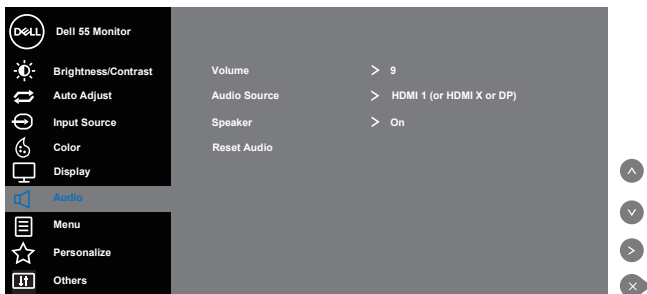 DELL Dell 55 Monitor
Brightness/Contrast Volume > 9
Auto Adjust Audio Source > HDMI 1 (or HDMI X or DP)
Input Source Speaker > On
Color Reset Audio
Display
Audio
Menu
Personalize
Others